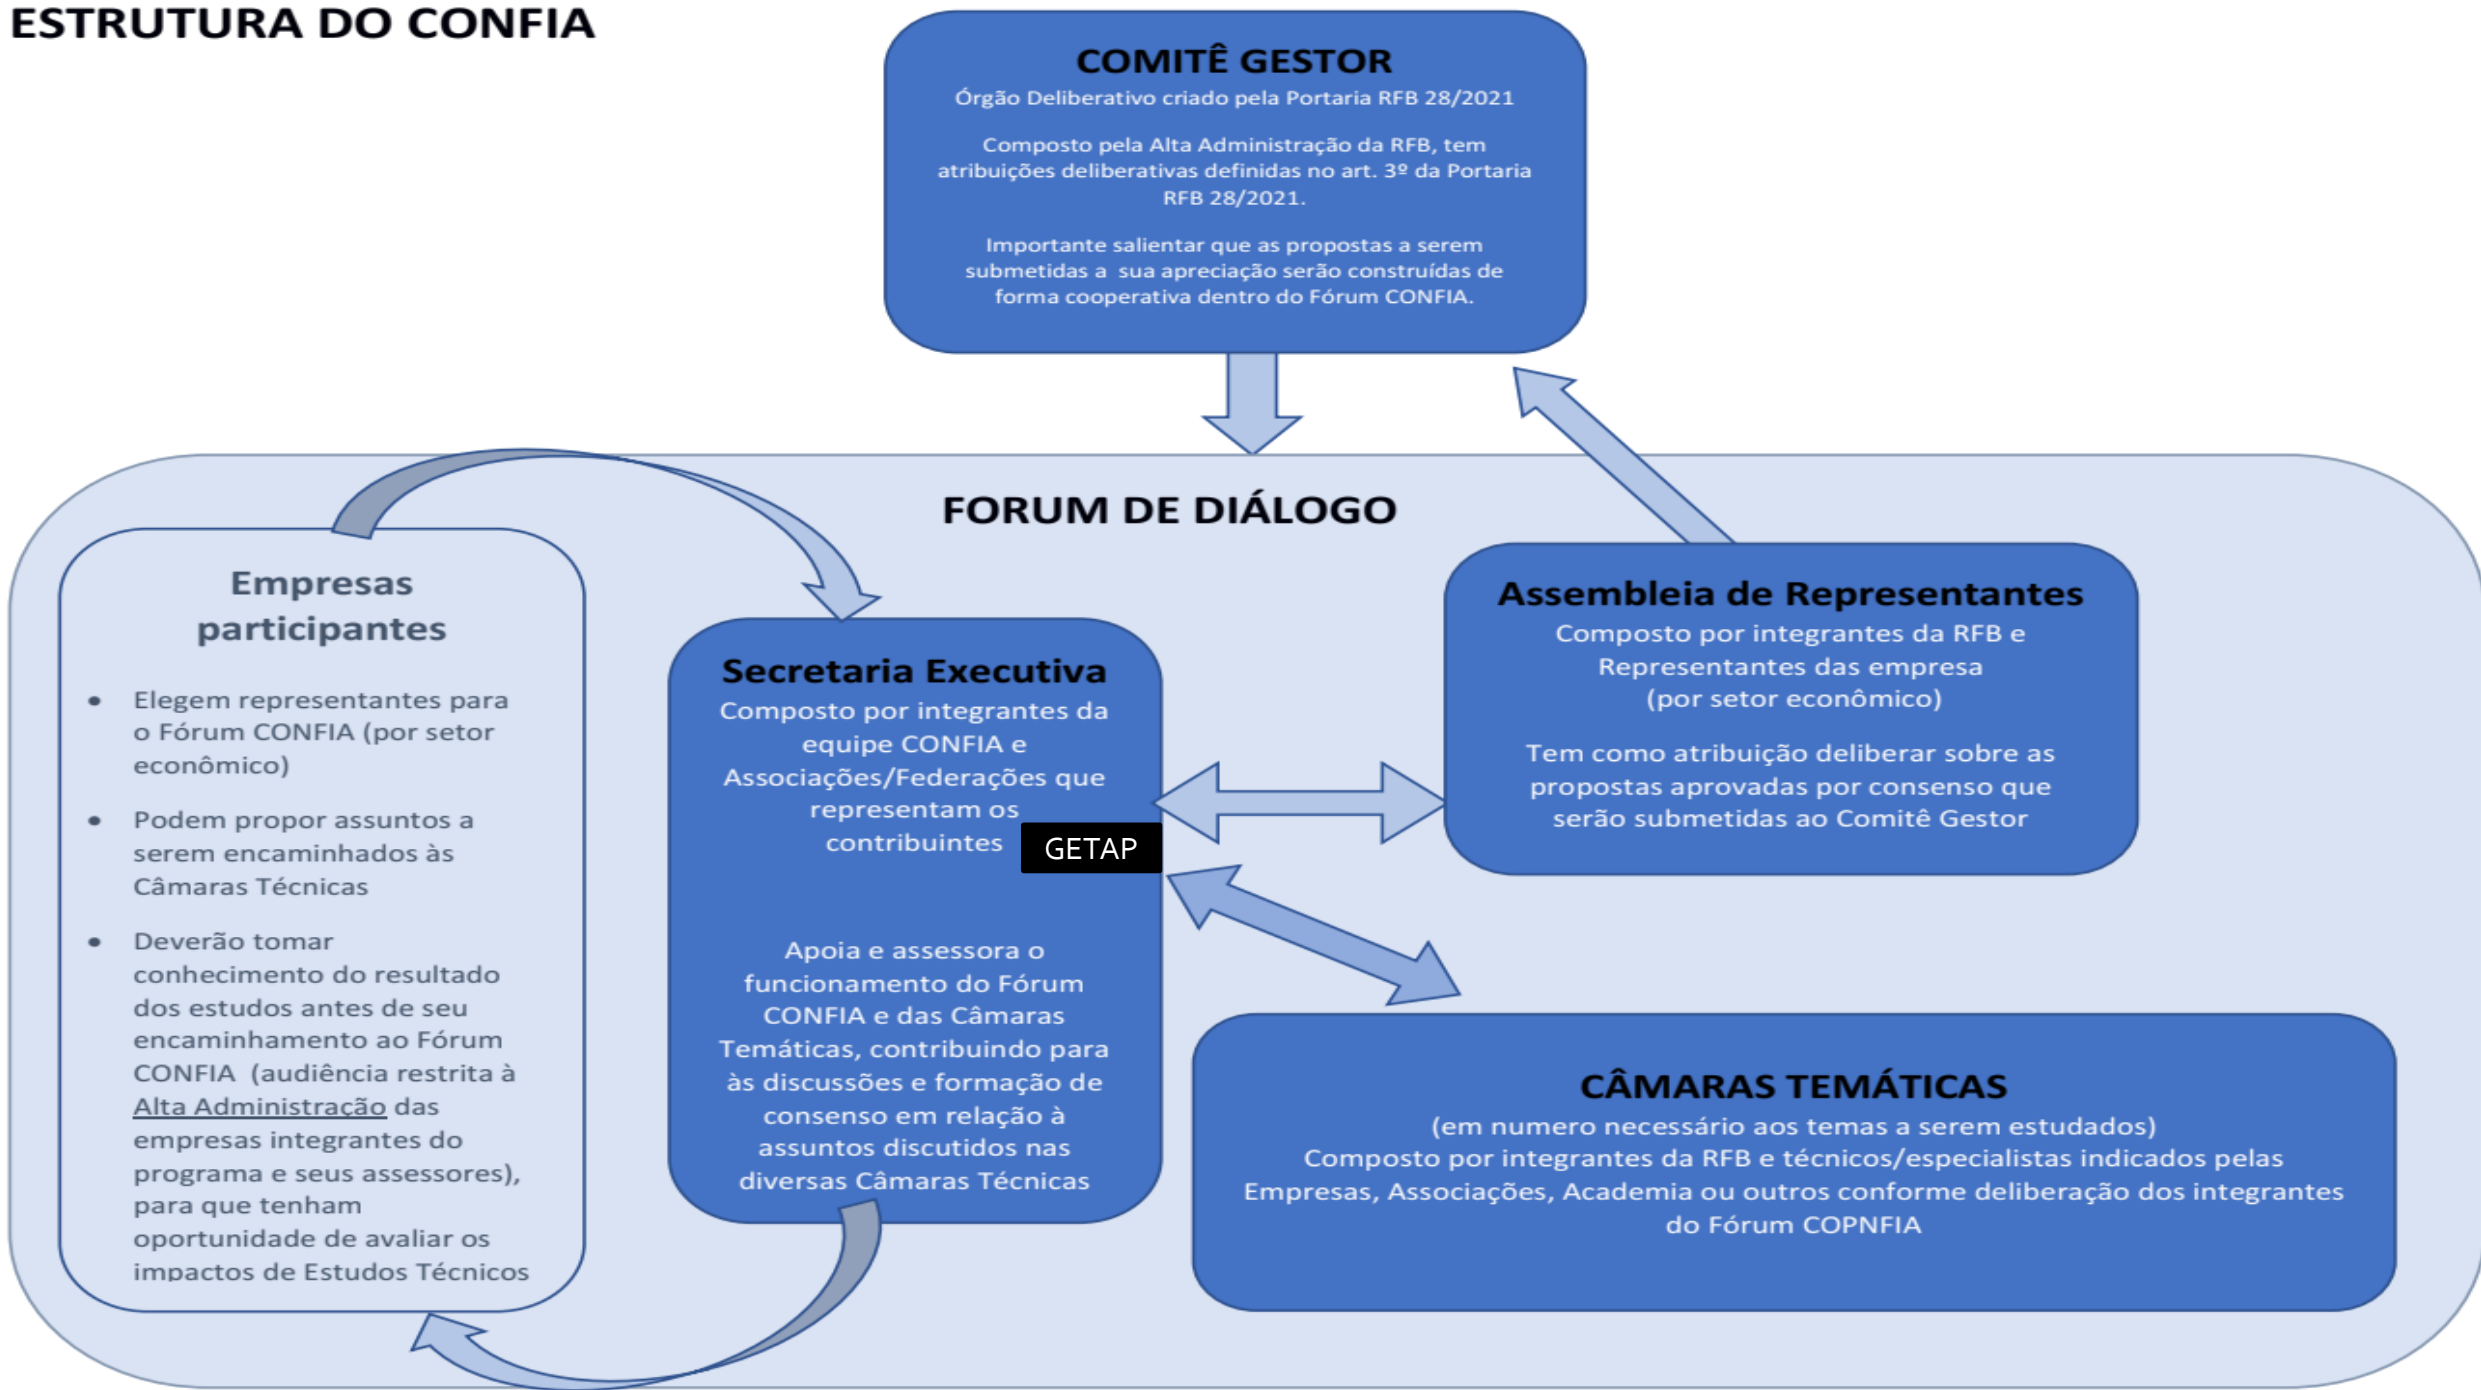 ESTRUTURA DO CONFIA
COMITÊ GESTOR
Órgão Deliberativo criado pela Portaria RFB 28/2021
Composto pela Alta Administração da RFB, tem
atribuições deliberativas definidas no art. 3º da Portaria
RFB 28/2021.
Importante salientar que as propostas a serem
submetidas a sua apreciação serão construídas de
forma cooperativa dentro do Fórum CONFIA.
FORUM DE DIÁLOGO
Empresas
participantes
• Elegem representantes para
o Fórum CONFIA (por setor
econômico)
• Podem propor assuntos a
serem encaminhados às
Câmaras Técnicas
• Deverão tomar
conhecimento do resultado
dos estudos antes de seu
encaminhamento ao Fórum
CONFIA (audiência restrita à
Alta Administração das
empresas integrantes do
programa e seus assessores),
para que tenham
oportunidade de avaliar os
impactos de Estudos Técnicos
Secretaria Executiva
Composto por integrantes da
equipe CONFIA e
Associações/Federações que
representam os
contribuintes
GETAP
Apoia e assessora o
funcionamento do Fórum
CONFIA e das Câmaras
Temáticas, contribuindo para
às discussões e formação de
consenso em relação à
assuntos discutidos nas
diversas Câmaras Técnicas
Assembleia de Representantes
Composto por integrantes da RFB e
Representantes das empresa
(por setor econômico)
Tem como atribuição deliberar sobre as
propostas aprovadas por consenso que
serão submetidas ao Comitê Gestor
CÂMARAS TEMÁTICAS
(em numero necessário aos temas a serem estudados)
Composto por integrantes da RFB e técnicos/especialistas indicados pelas
Empresas, Associações, Academia ou outros conforme deliberação dos integrantes
do Fórum COPNFIA